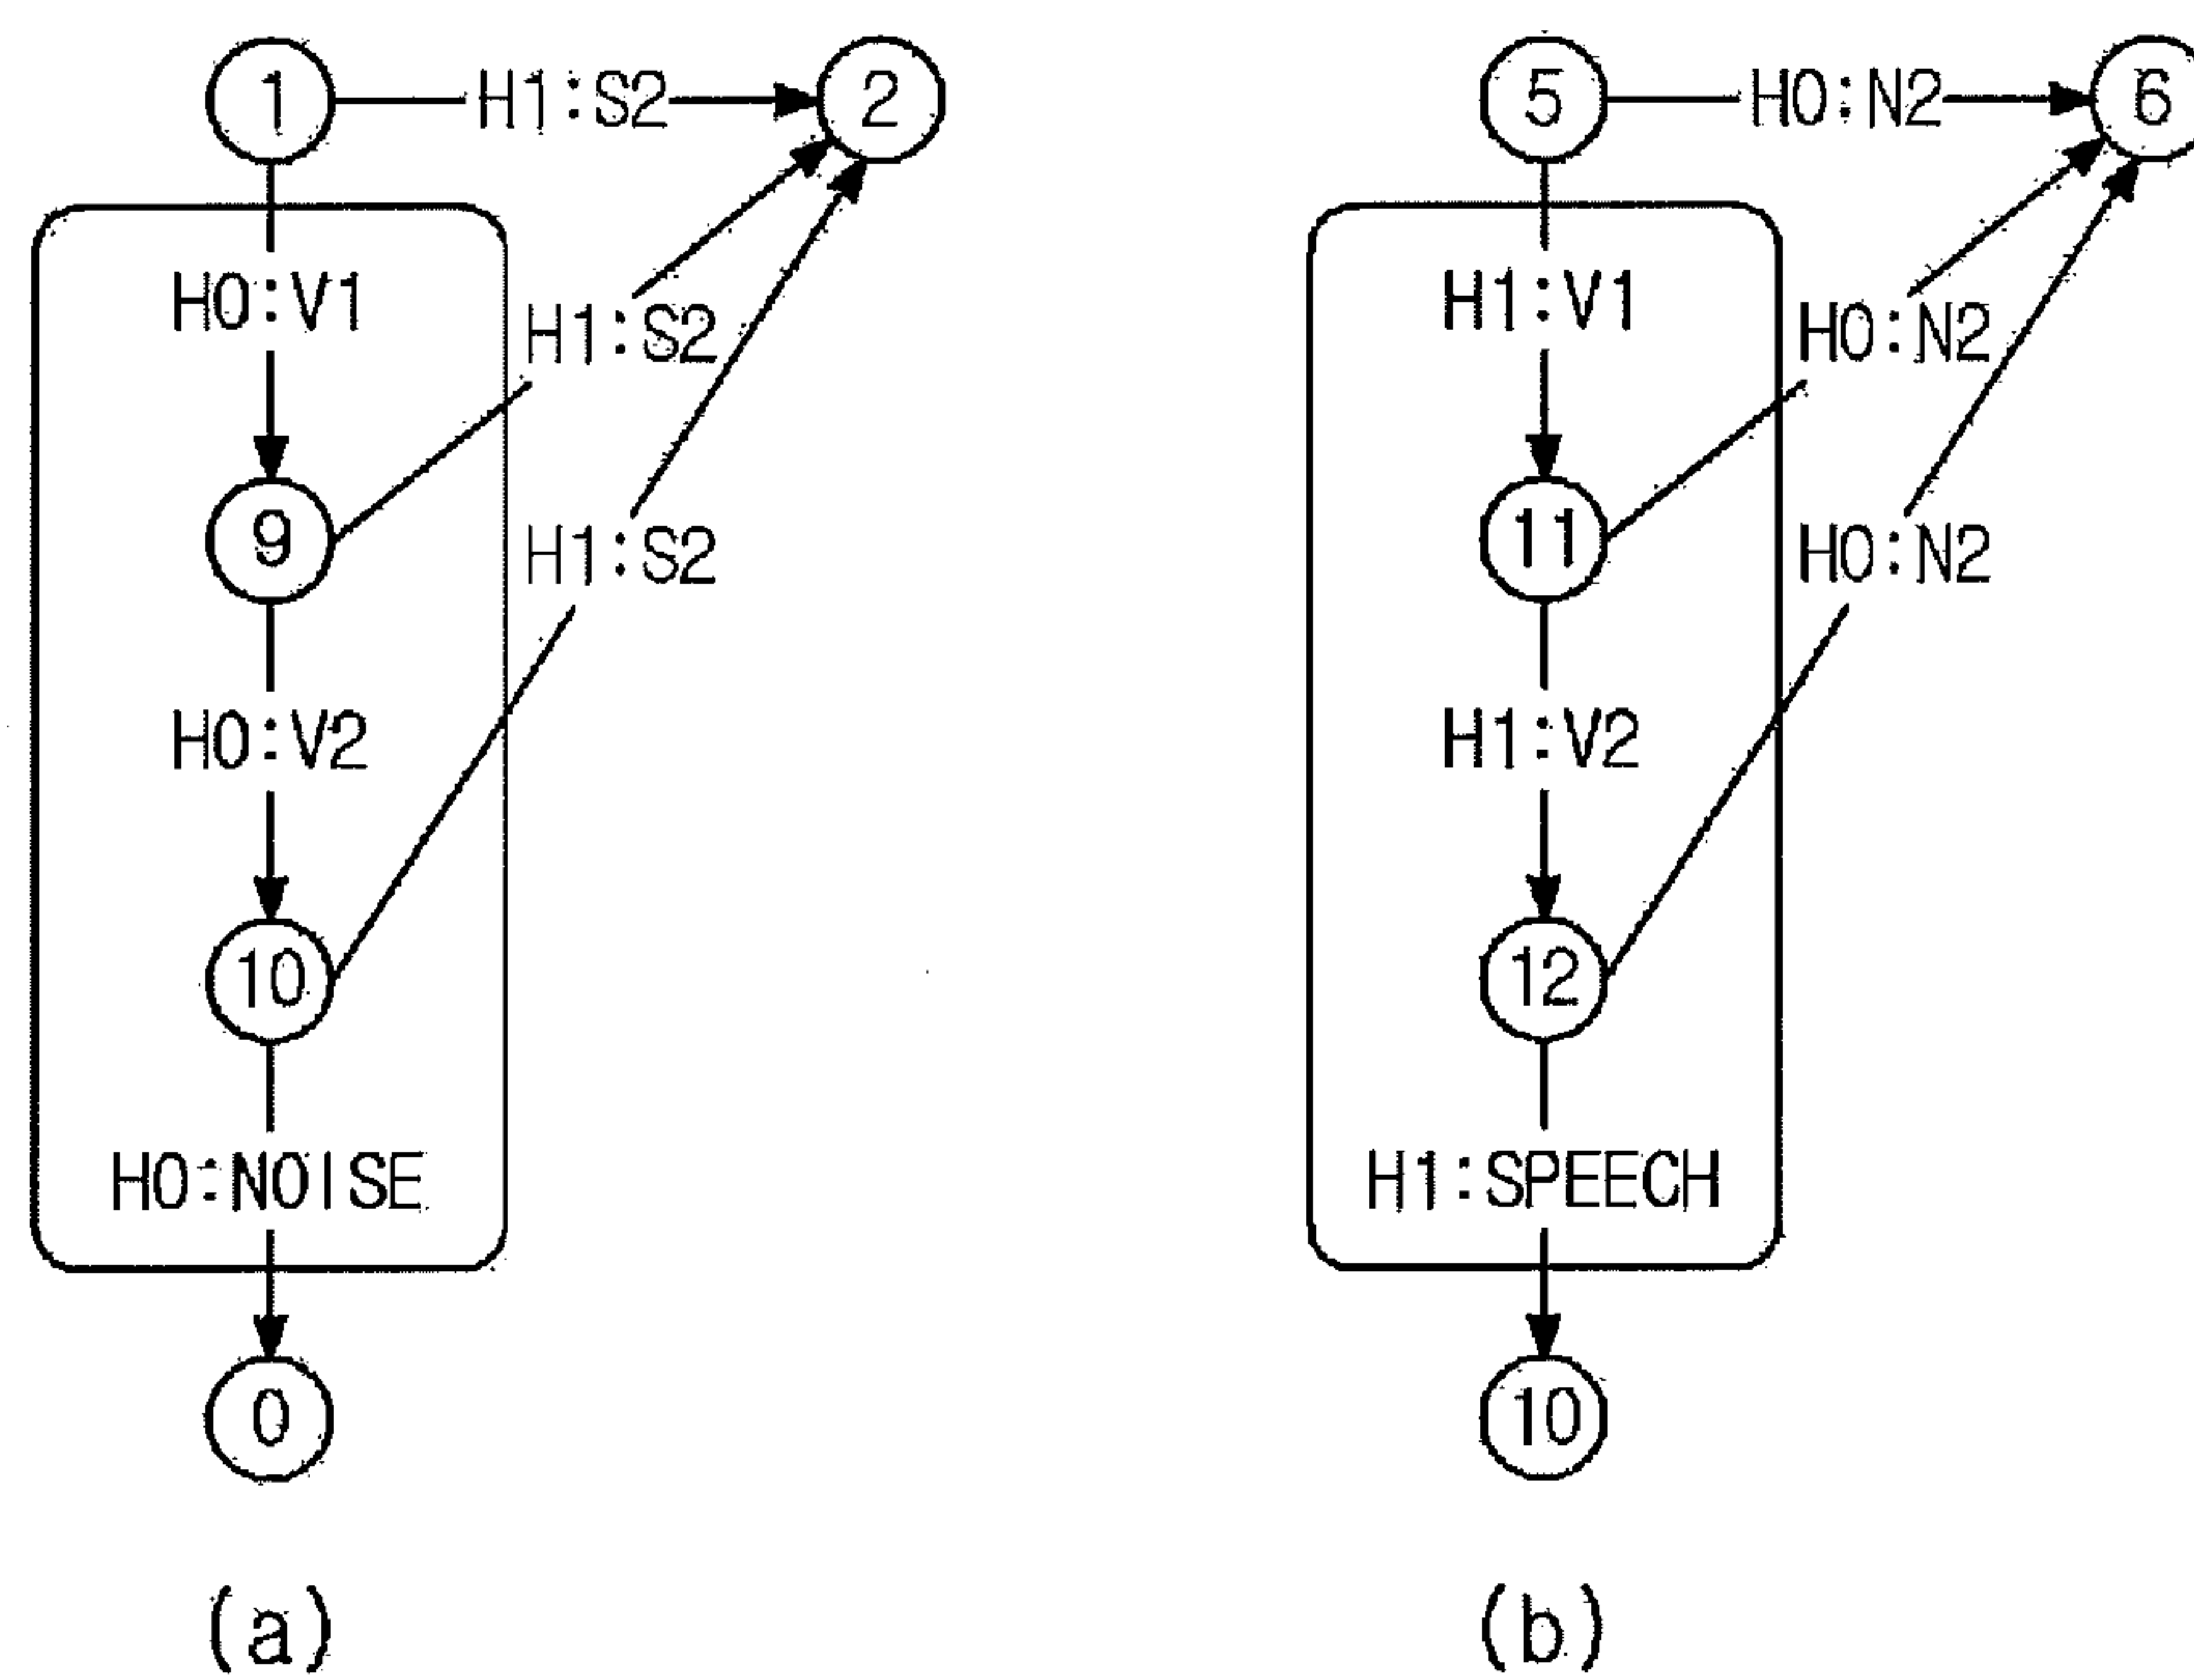 1
H1:S2
2
H0:V1
H1:S2
9
H1:S2
H0:V2
10
H0:NOISE
0
(a)
5
H0:N2
6
H1:V1
H0:N2
11
H0:N2
H1:V2
12
H1:SPEECH
10
(b)